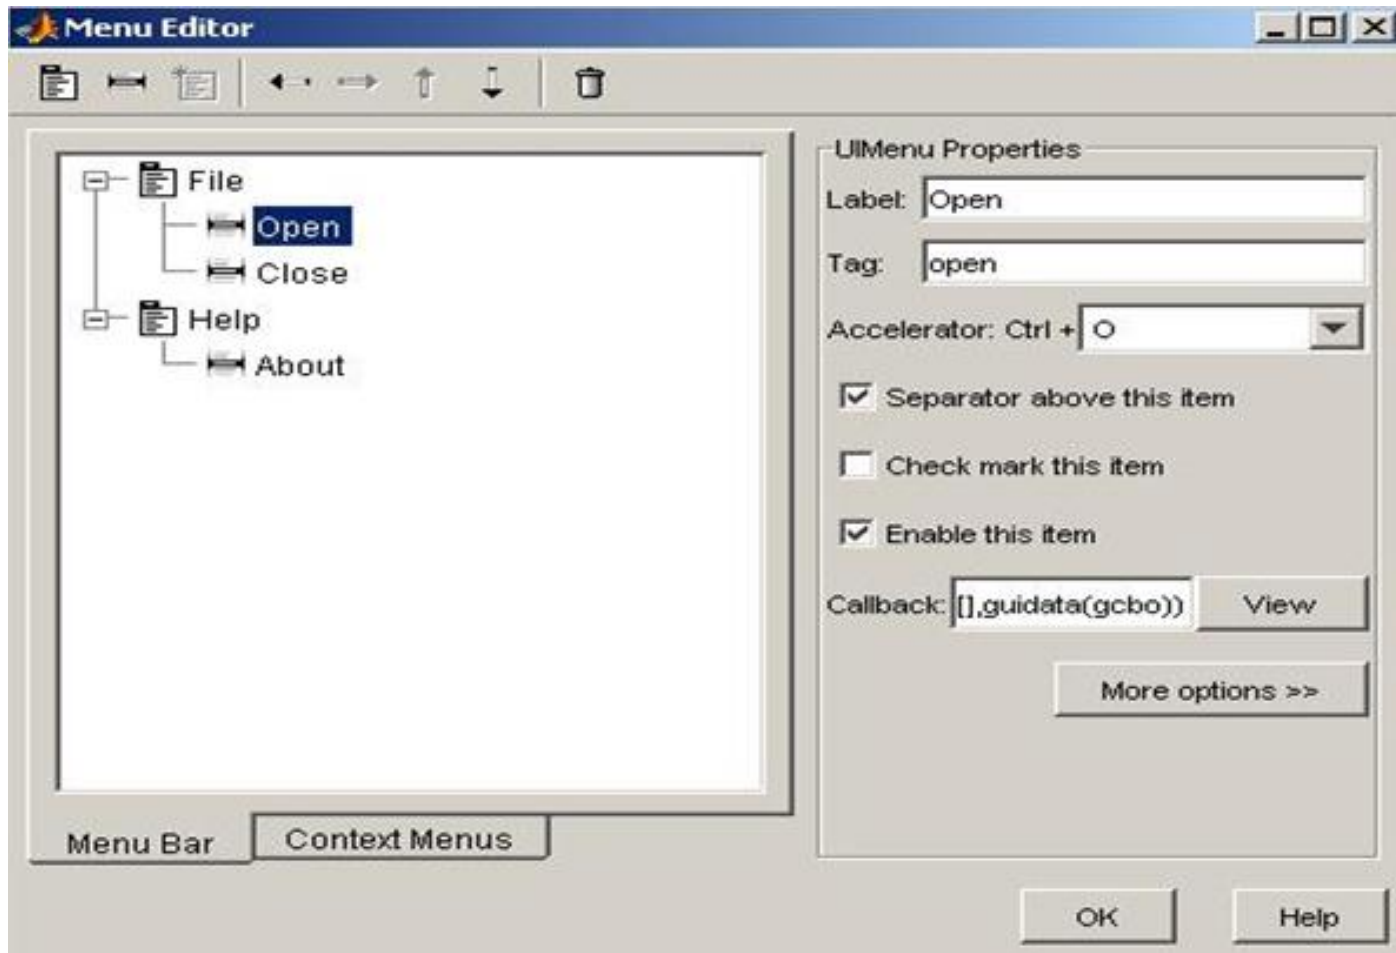 Menu Editor
File
Open
Close
Help
About
Menu Bar
Context Menus
UIMenu Properties
Label: Open
Tag: open
Accelerator: Ctrl + O
Separator above this item
Check mark this item
Enable this item
Callback: [],guidata(gcbo)) View
More options >>
OK Help